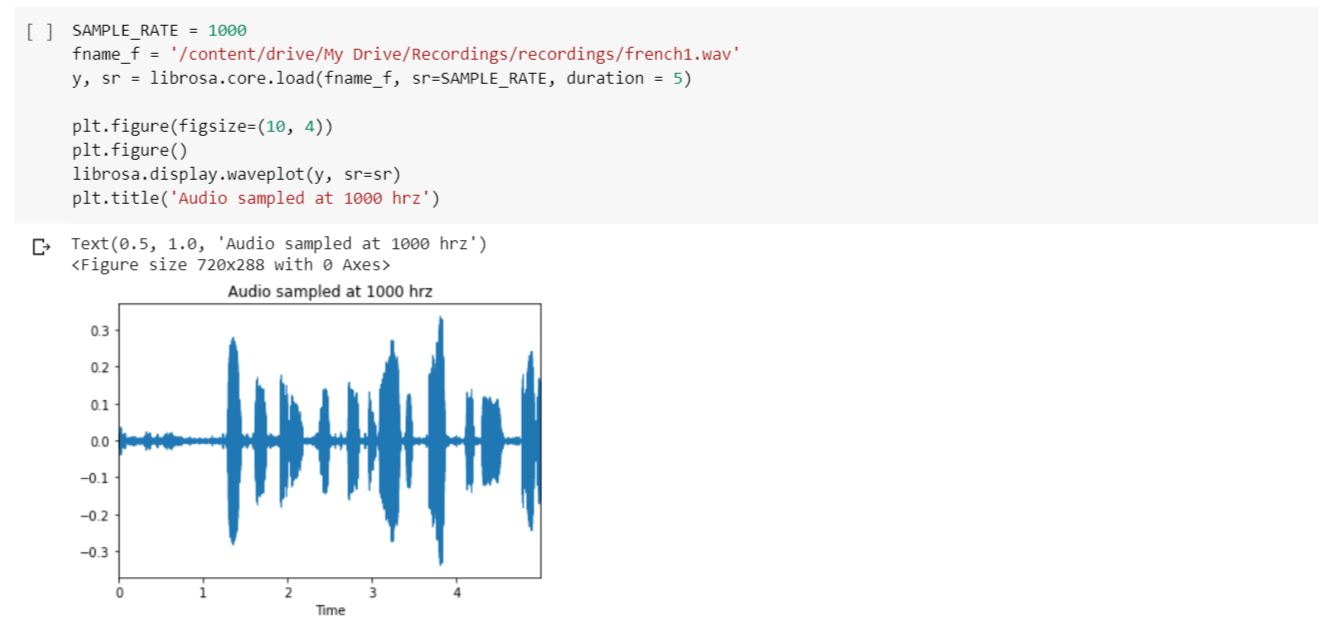 [ ] SAMPLE_RATE = 1000
fname_f = '/content/drive/My Drive/Recordings/recordings/french1.wav'
y, sr = librosa.core.load(fname_f, sr=SAMPLE_RATE, duration = 5)
plt.figure(figsize=(10, 4))
plt.figure()
librosa.display.waveplot(y, sr=sr)
plt.title('Audio sampled at 1000 hrz')
Text(0.5, 1.0, 'Audio sampled at 1000 hrz')
<Figure size 720x288 with 0 Axes>
Audio sampled at 1000 hrz
0.3
0.2
0.1
0.0
−0.1
−0.2
−0.3
0 1 2 3 4
Time